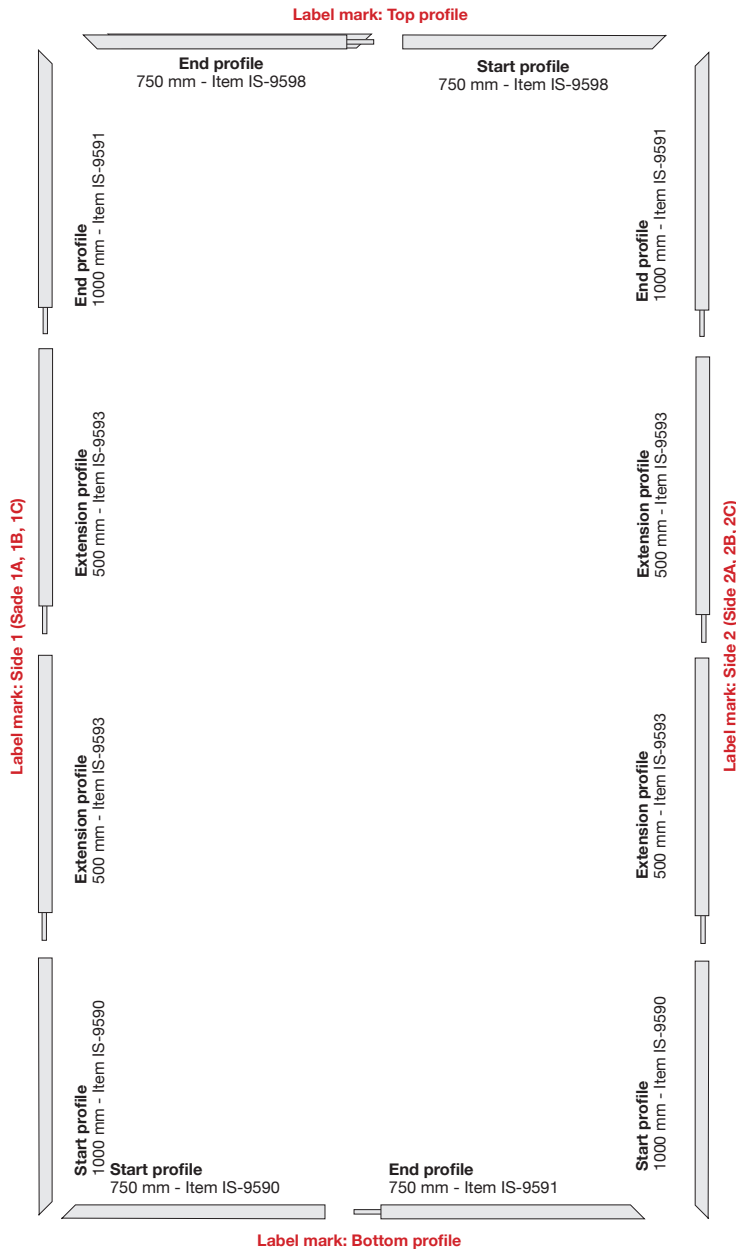 Label mark: Top profile
End profile
750 mm - Item IS-9598
Start profile
750 mm - Item IS-9598
End profile
1000 mm - Item IS-9591
End profile
1000 mm - Item IS-9591
Extension profile
500 mm - Item IS-9593
Extension profile
500 mm - Item IS-9593
Label mark: Side 1 (Sade 1A, 1B, 1C)
Label mark: Side 2 (Side 2A, 2B, 2C)
Extension profile
500 mm - Item IS-9593
Extension profile
500 mm - Item IS-9593
Start profile
1000 mm - Item IS-9590
Start profile
1000 mm - Item IS-9590
Start profile
750 mm - Item IS-9590
End profile
750 mm - Item IS-9591
Label mark: Bottom profile